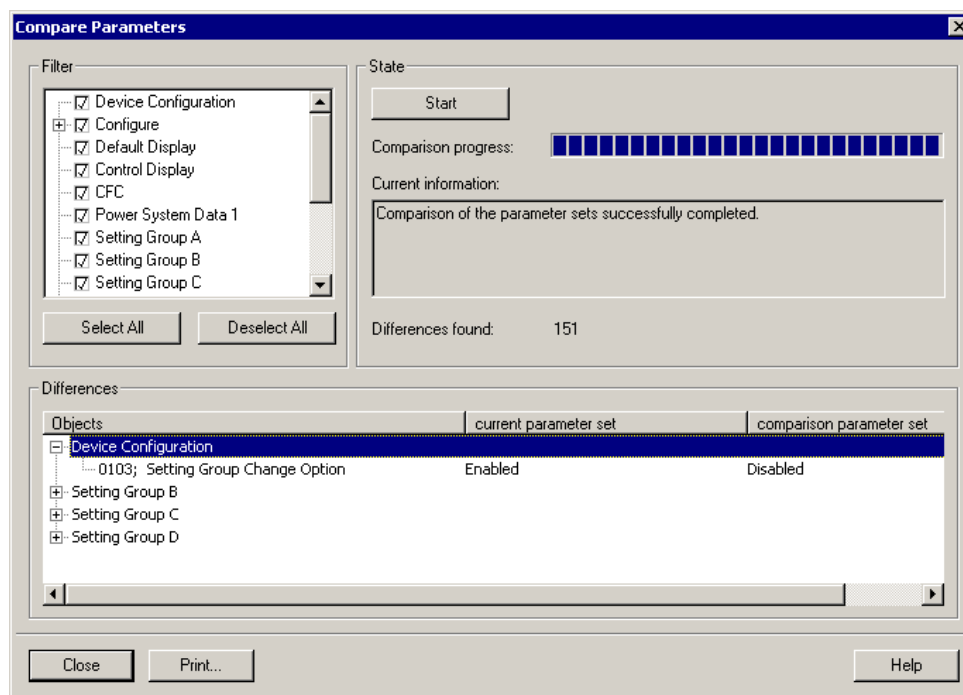 Compare Parameters
Filter
Device Configuration
Configure
Default Display
Control Display
CFC
Power System Data 1
Setting Group A
Setting Group B
Setting Group C
Select All Deselect All
State
Start
Comparison progress:
Current information:
Comparison of the parameter sets successfully completed.
Differences found: 151
Differences
Objects current parameter set comparison parameter set
Device Configuration
0103; Setting Group Change Option Enabled Disabled
Setting Group B
Setting Group C
Setting Group D
Close Print... Help